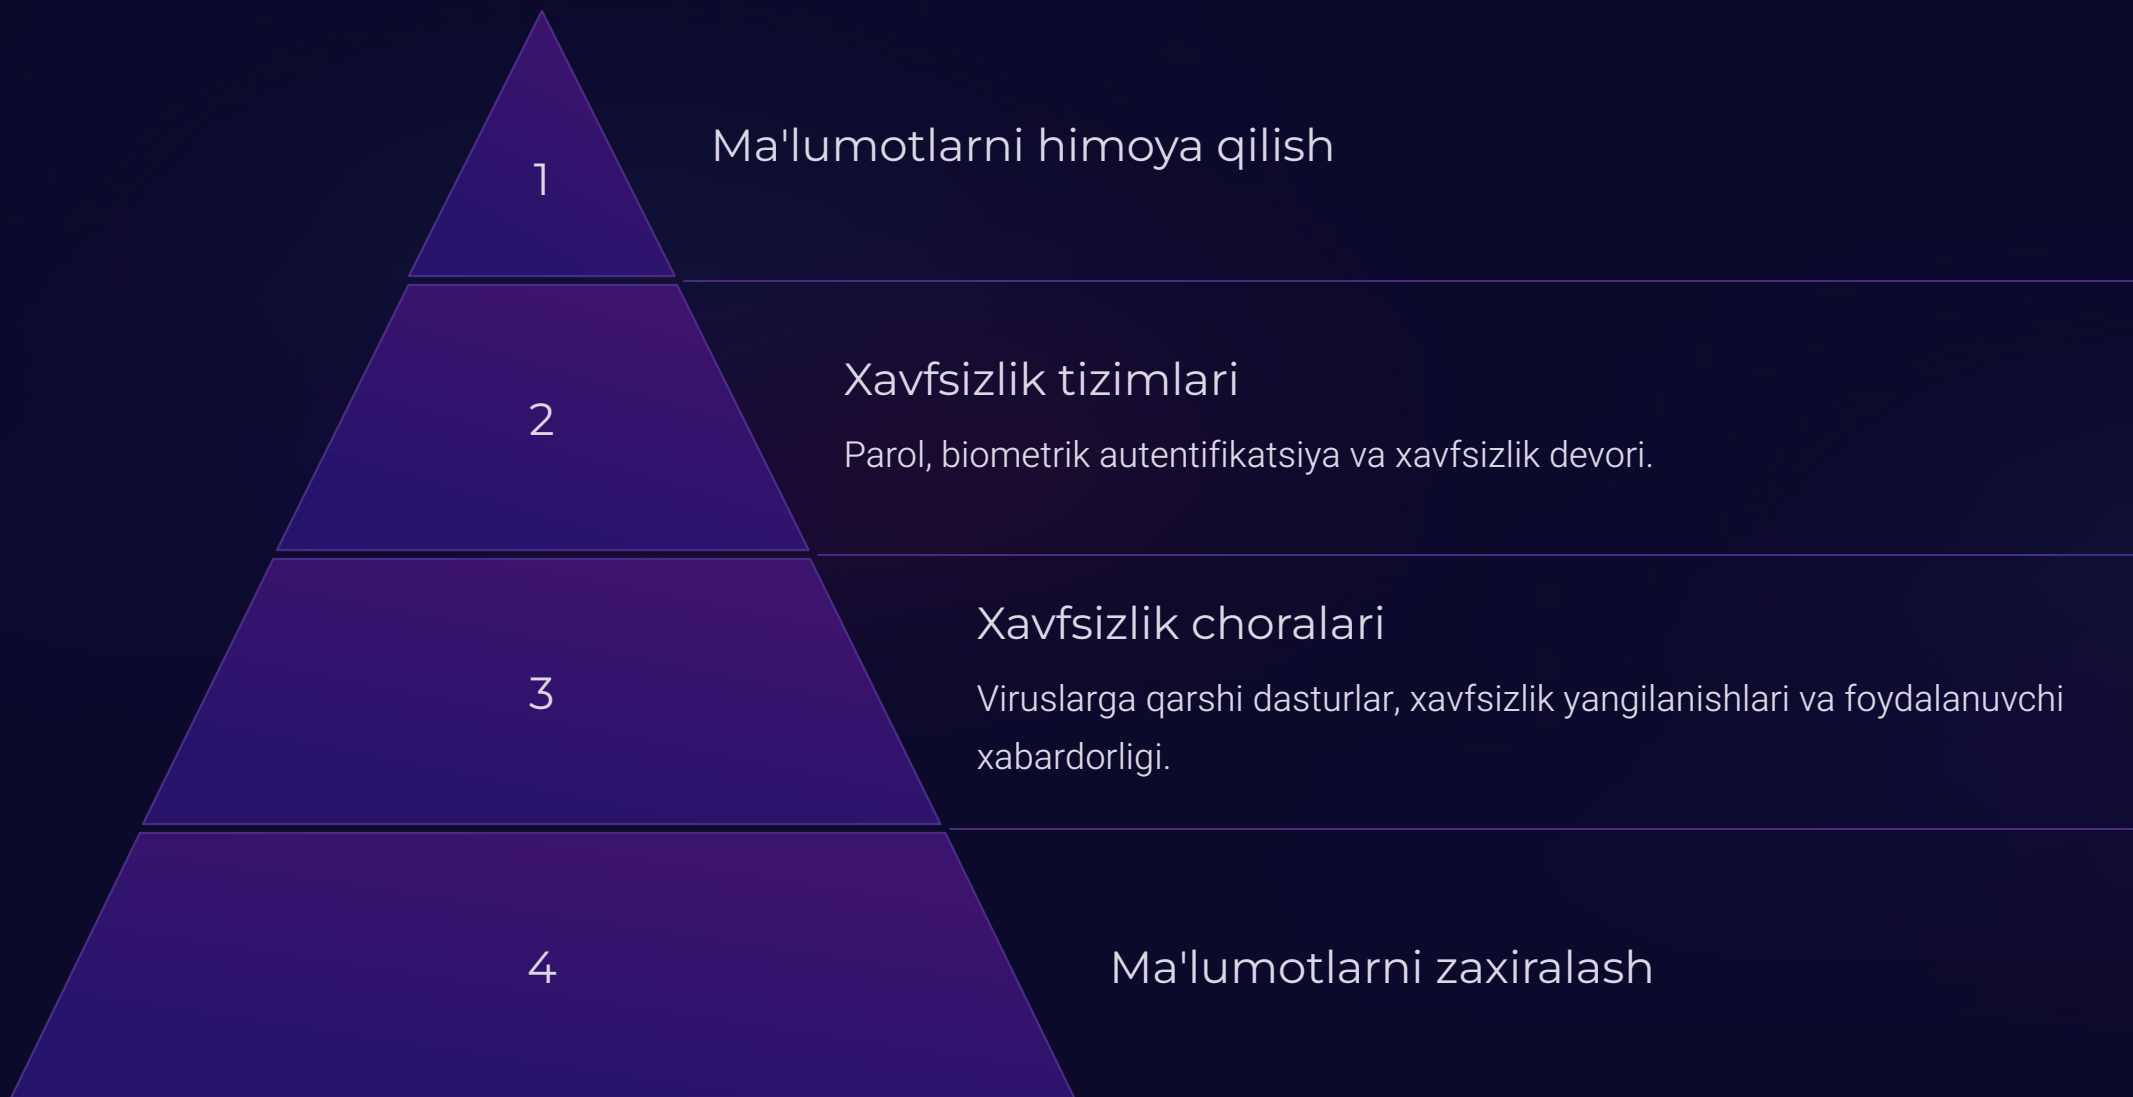 1
Ma'lumotlarni himoya qilish
2
Xavfsizlik tizimlari
Parol, biometrik autentifikatsiya va xavfsizlik devori.
3
Xavfsizlik choralari
Viruslarga qarshi dasturlar, xavfsizlik yangilanishlari va foydalanuvchi
xabardorligi.
4
Ma'lumotlarni zaxiralash